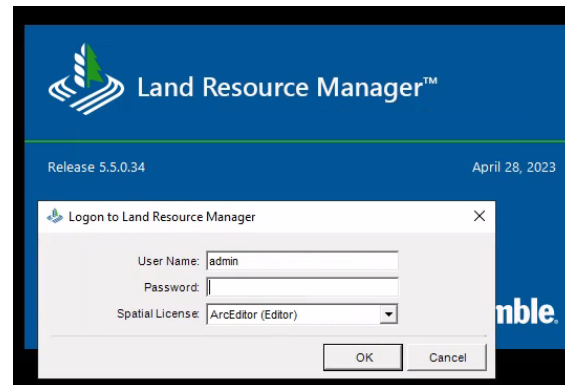 Land Resource Manager™
Release 5.5.0.34
April 28, 2023
Logon to Land Resource Manager
User Name: admin
Password:
Spatial License: ArcEditor (Editor)
mble.
OK
Cancel